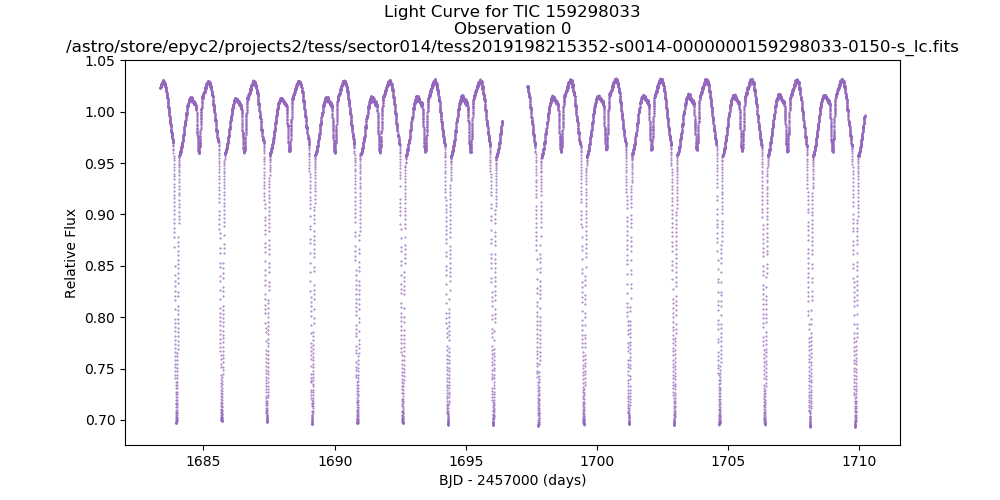 Light Curve for TIC 159298033
Observation 0
/astro/store/epyc2/projects2/tess/sector014/tess2019198215352-s0014-0000000159298033-0150-s_lc.fits
1.05
1.00
0.95
0.90
0.85
0.80
0.75
0.70
Relative Flux
1685
1690
1695
1700
1705
1710
BJD - 2457000 (days)